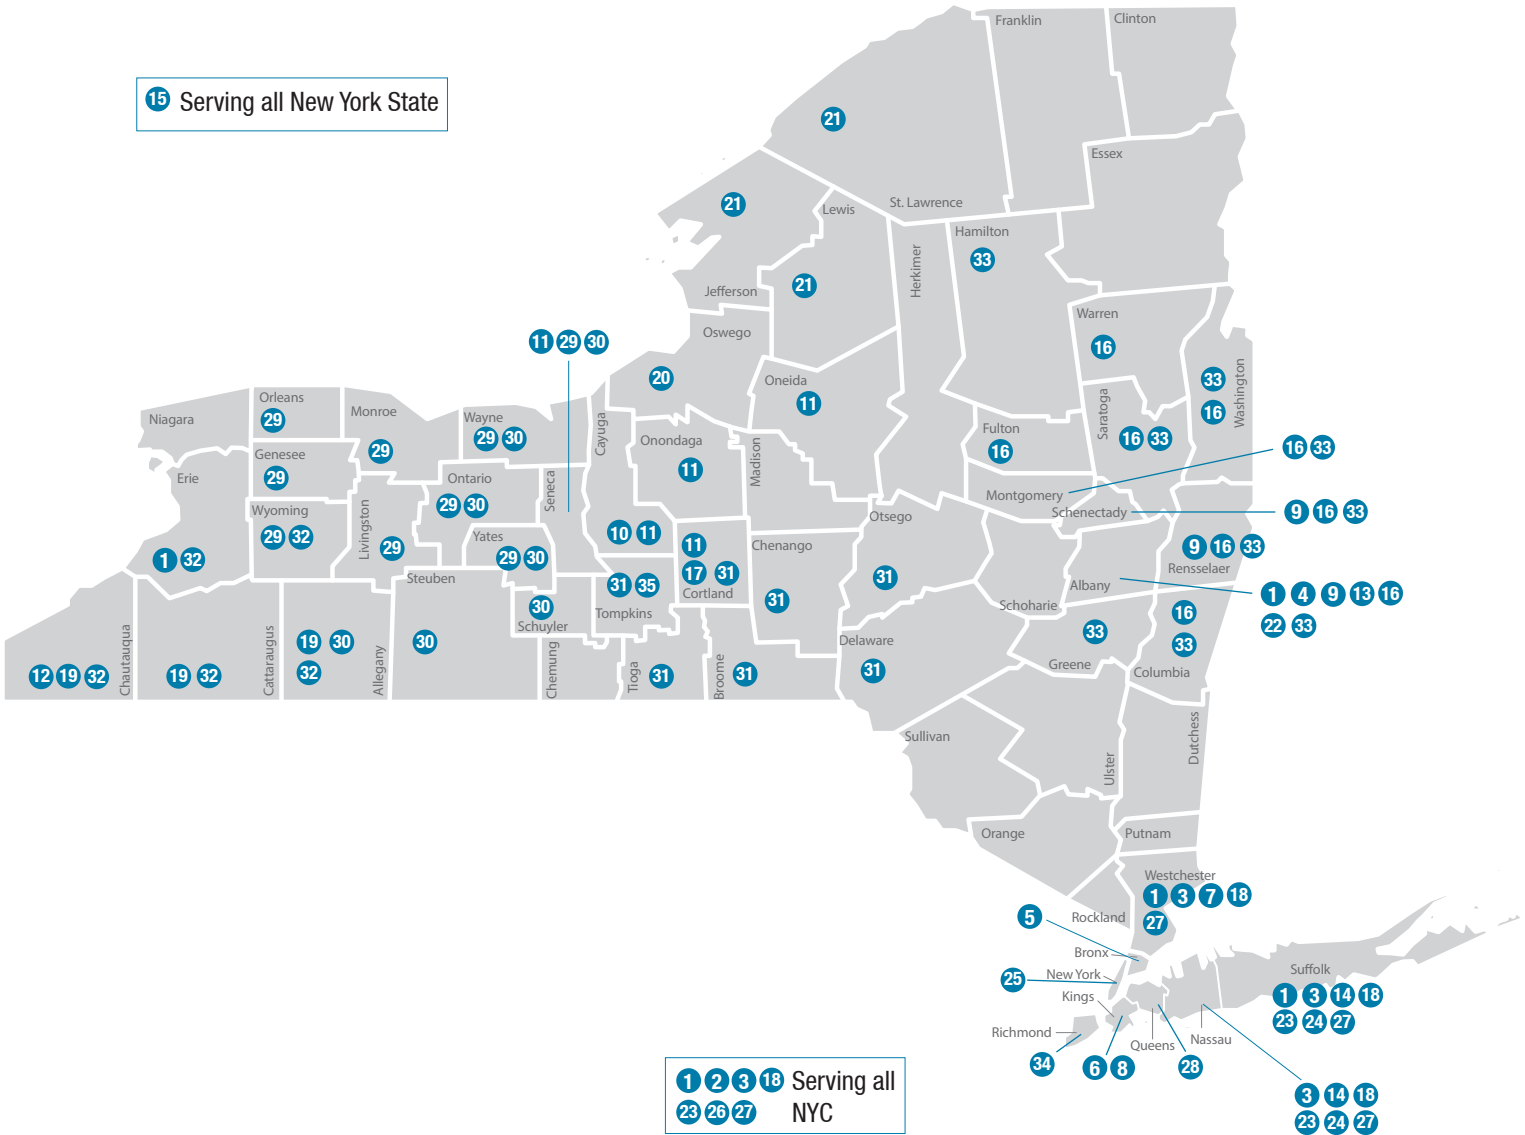 Franklin
Clinton
15 Serving all New York State
21
Essex
21
Lewis
St. Lawrence
Hamilton
33
Herkimer
21
Jefferson
Warren
16
Oswego
11 29 30
20
Oneida
11
33
16
Washington
Orleans
29
Niagara
Monroe
29
Wayne
29 30
Cayuga
Onondaga
11
Madison
Fulton
16
Saratoga
16 33
16 33
Genesee
29
Erie
Ontario
29 30
Seneca
Montgomery
Schenectady
9 16 33
Wyoming
29 32
Livingston
29
Yates
29 30
10 11
11
17 31
Cortland
Chenango
31
Otsego
31
9 16 33
Rensselaer
1 32
Steuben
30
31 35
Tompkins
30
Schuyler
Albany
1 4 9 13 16
22 33
Schoharie
16
33
Columbia
33
Greene
12 19 32
Chautauqua
19 32
Cattaraugus
19 30
32
Allegany
Chemung
Tioga
31
Broome
31
Delaware
31
Sullivan
Ulster
Dutchess
Orange
Putnam
Westchester
1 3 7 18
27
Rockland
5
Bronx
25
New York
Kings
Richmond
34
6 8
Queens
28
Nassau
Suffolk
1 3 14 18
23 24 27
3 14 18
23 24 27
1 2 3 18 Serving all
23 26 27 NYC